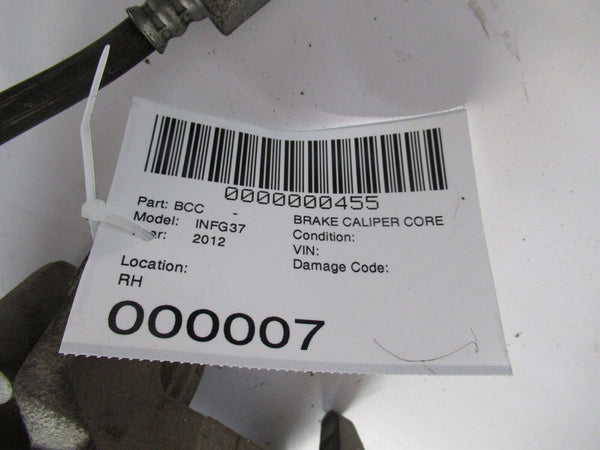 0000000455
Part: BCC -
BRAKE CALIPER CORE
Model: INFG37
Condition:
ar: 2012
VIN:
Damage Code:
Location:
RH
000007